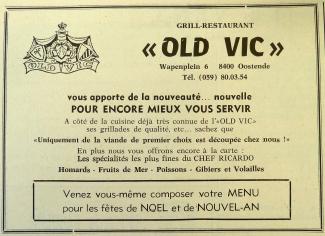 GRILL-RESTAURANT
« OLD VIC »
Wapenplein 6 8400 Oostende
Tél. (059) 80.03.54
OLD VIC
vous apporte de la nouveauté... nouvelle
POUR ENCORE MIEUX VOUS SERVIR
A côté de la cuisine déja très connue de l'«OLD VIC»
ses grillades de qualité, etc... sachez que
«Uniquement de la viande de premier choix est découpée chez nous !»
En plus nous vous offrons encore à la carte :
Les spécialités les plus fines du CHEF RICARDO
Homards - Fruits de Mer - Poissons - Gibiers et Volailles
Venez vous-même composer votre MENU
pour les fêtes de NOEL et de NOUVEL-AN